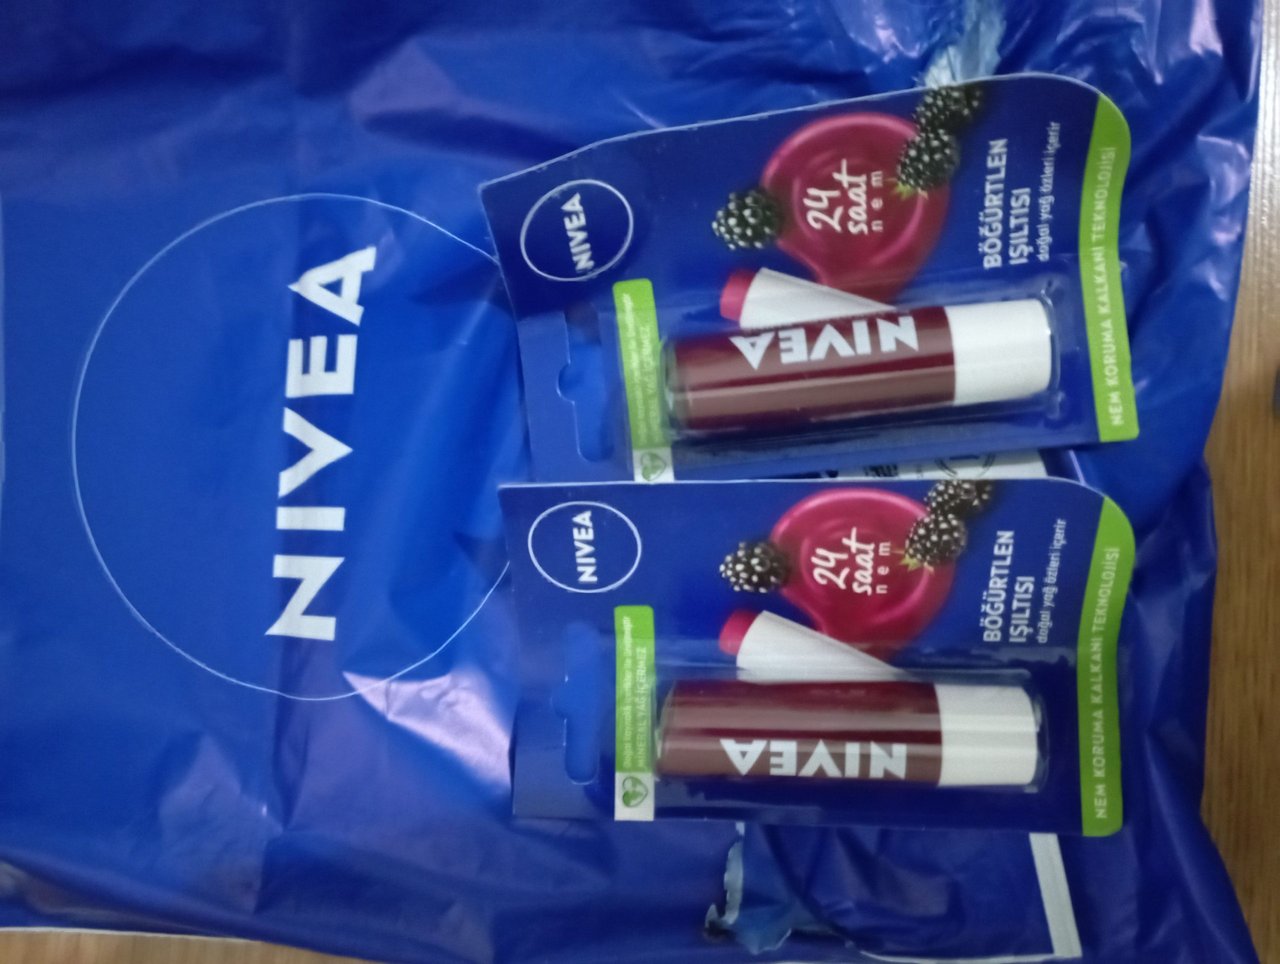 NIVEA
NIVEA
MİNERAL YAĞ İÇERMEZ
24
saat
nem
BÖĞÜRTLEN
IŞILTISI
doğal yağ özleri içerir
NEM KORUMA KALKANI TEKNOLOJİSİ
NIVEA
NIVEA
MİNERAL YAĞ İÇERMEZ
24
saat
nem
BÖĞÜRTLEN
IŞILTISI
doğal yağ özleri içerir
NEM KORUMA KALKANI TEKNOLOJİSİ
NIVEA